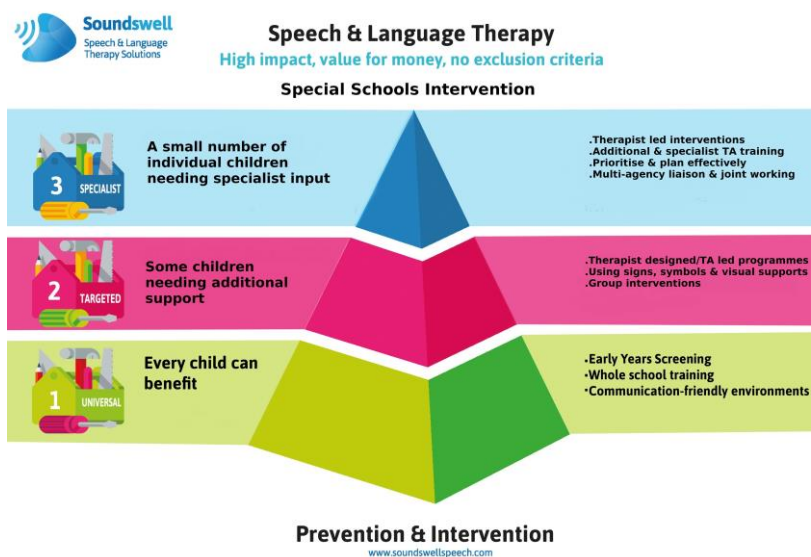 Soundswell
Speech & Language
Therapy Solutions
Speech & Language Therapy
High impact, value for money, no exclusion criteria
Special Schools Intervention
3
SPECIALIST
A small number of
individual children
needing specialist input
.Therapist led interventions
.Additional & specialist TA training
.Prioritise & plan effectively
.Multi-agency liaison & joint working
2
TARGETED
Some children
needing additional
support
.Therapist designed/TA led programmes
.Using signs, symbols & visual supports
.Group interventions
1
UNIVERSAL
Every child can
benefit
•Early Years Screening
•Whole school training
•Communication-friendly environments
Prevention & Intervention
www.soundswellspeech.com